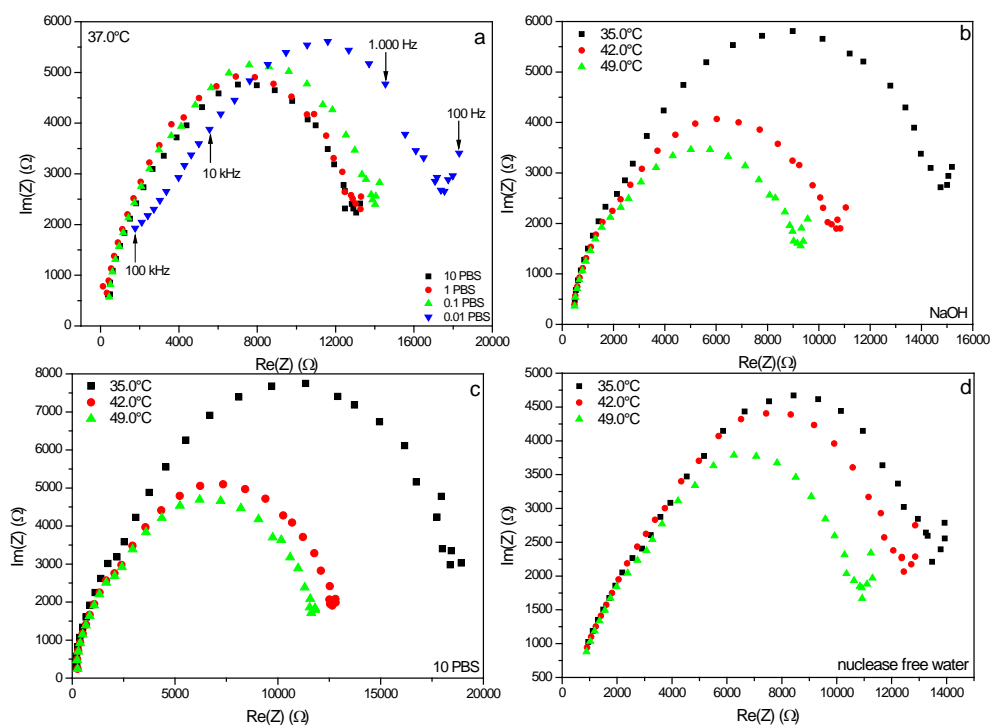 6000
5000
4000
3000
2000
1000
0
Im(Z) (Ω)
37.0°C
a
1.000 Hz
100 Hz
10 kHz
100 kHz
10 PBS
1 PBS
0.1 PBS
0.01 PBS
0 4000 8000 12000 16000 20000
Re(Z) (Ω)
6000
5000
4000
3000
2000
1000
0
Im(Z) (Ω)
35.0°C
42.0°C
49.0°C
b
NaOH
0 2000 4000 6000 8000 10000 12000 14000 16000
Re(Z)(Ω)
8000
7000
6000
5000
4000
3000
2000
1000
0
Im(Z) (Ω)
35.0°C
42.0°C
49.0°C
c
10 PBS
0 5000 10000 15000 20000
Re(Z) (Ω)
5000
4500
4000
3500
3000
2500
2000
1500
1000
500
Im(Z) (Ω)
35.0°C
42.0°C
49.0°C
d
nuclease free water
0 2000 4000 6000 8000 10000 12000 14000 16000
Re(Z) (Ω)